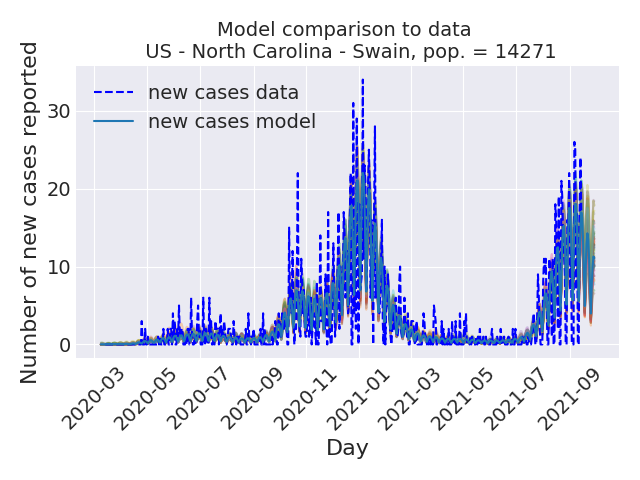 Model comparison to data
US - North Carolina - Swain, pop. = 14271
new cases data
new cases model
Number of new cases reported
30
20
10
0
2020-03
2020-05
2020-07
2020-09
2020-11
2021-01
2021-03
2021-05
2021-07
2021-09
Day